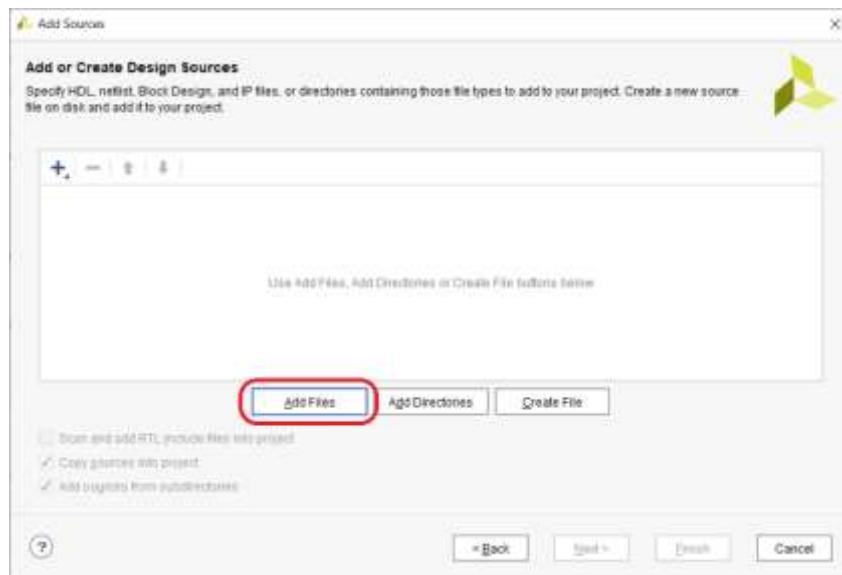 Add Sources
Add or Create Design Sources
Specify HDL, netlist, Block Design, and IP files, or directories containing those file types to add to your project. Create a new source
file on disk and add it to your project.
Use Add Files, Add Directories or Create File buttons below
Add Files
Add Directories
Create File
Scan and add RTL include files into project
Copy sources into project
Add sources from subdirectories
?
< Back
Next >
Finish
Cancel